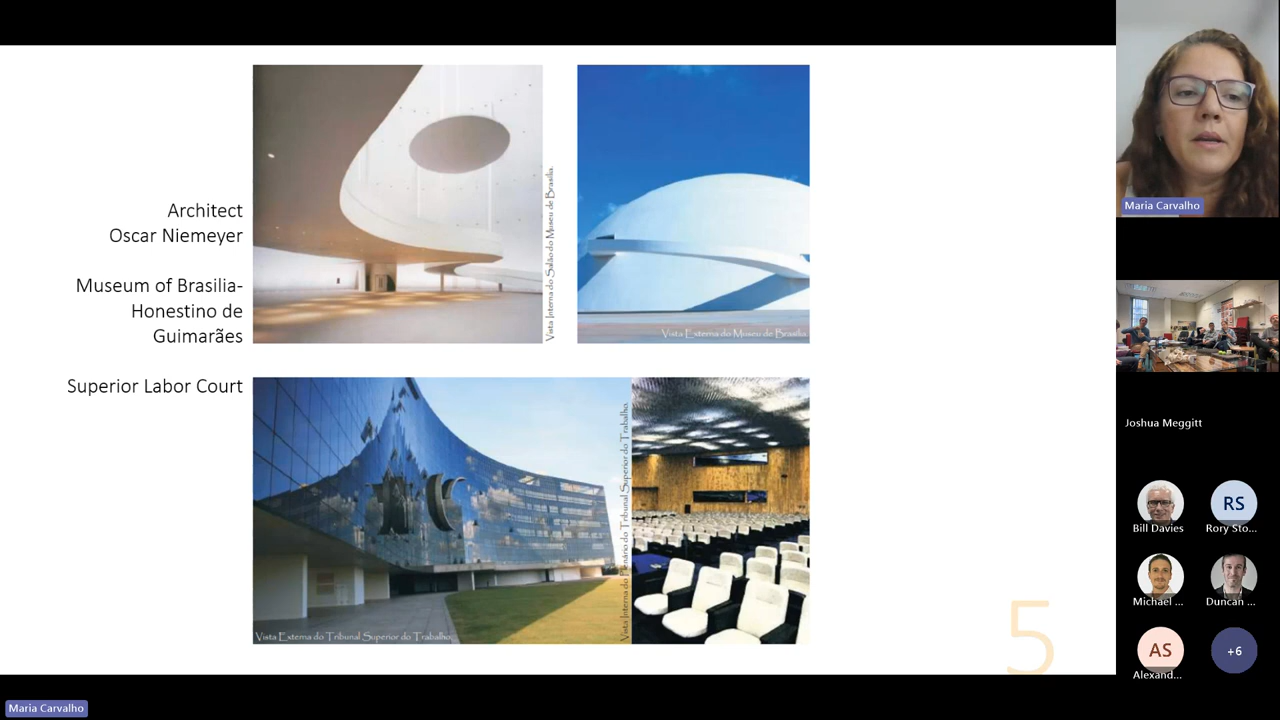 Architect
Oscar Niemeyer
Museum of Brasilia-
Honestino de
Guimarães
Superior Labor Court
Vista Interna do Salão do Museu de Brasília.
Vista Externa do Museu de Brasília.
Vista Externa do Tribunal Superior do Trabalho.
Vista Interna do Plenário do Tribunal Superior do Trabalho.
5
Maria Carvalho
Joshua Meggitt
Bill Davies
RS
Rory Sto...
Michael ...
Duncan ...
AS
Alexand...
+6
Maria Carvalho